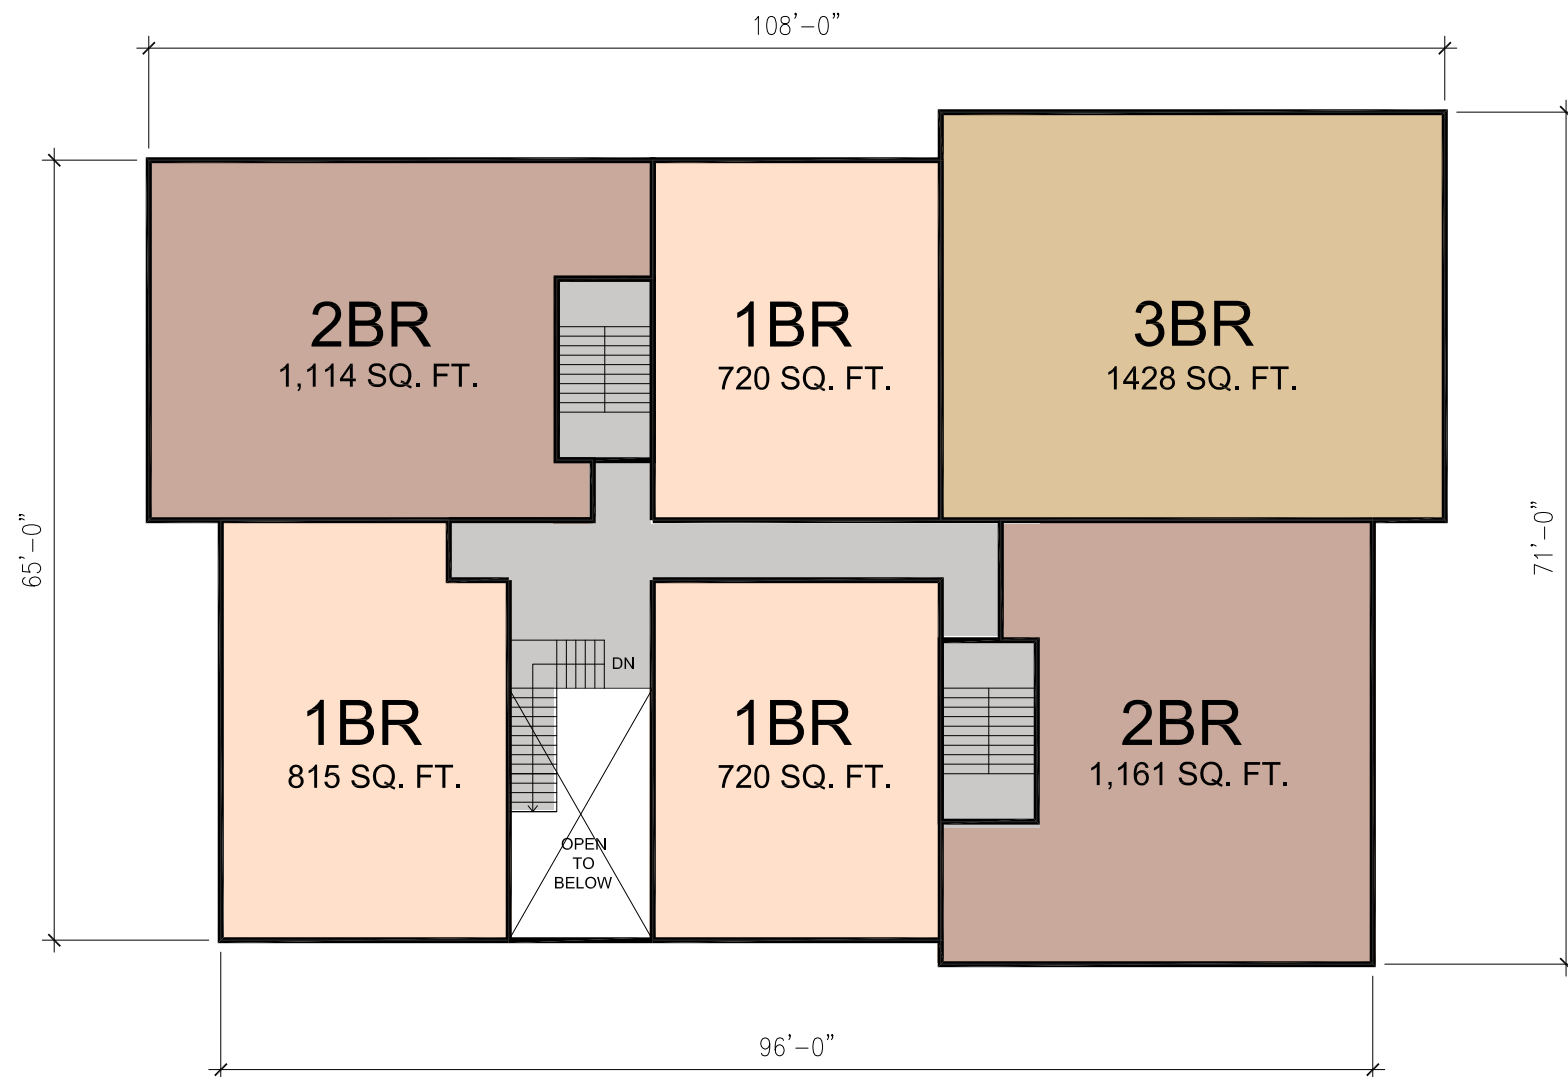 108'-0"
2BR
1,114 SQ. FT.
1BR
720 SQ. FT.
3BR
1428 SQ. FT.
65'-0"
71'-0"
DN
1BR
815 SQ. FT.
1BR
720 SQ. FT.
2BR
1,161 SQ. FT.
OPEN
TO
BELOW
96'-0"